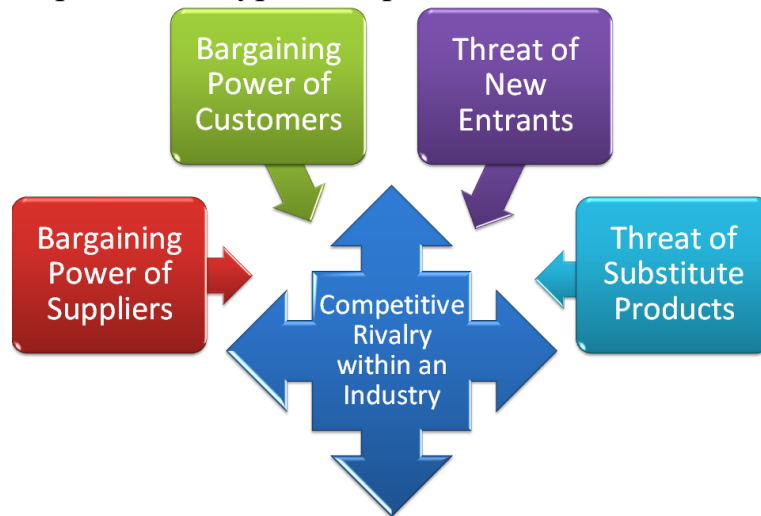 Bargaining
Power of
Customers
Threat of
New
Entrants
Bargaining
Power of
Suppliers
Threat of
Substitute
Products
Competitive
Rivalry
within an
Industry